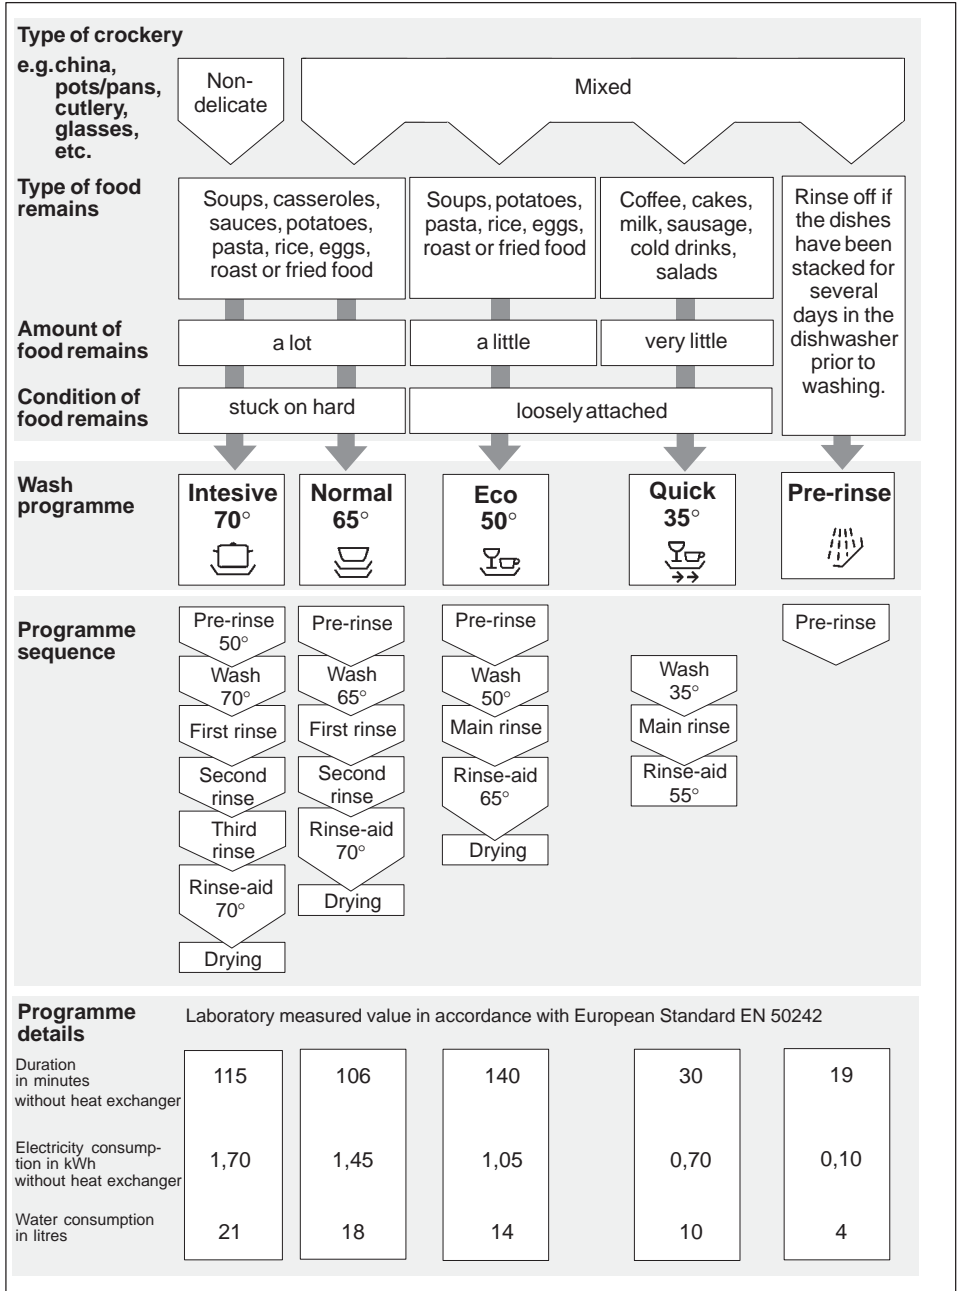 Type of crockery
e.g. china,
pots/pans,
cutlery,
glasses,
etc.
Non-
delicate
Mixed
Type of food
remains
Soups, casseroles,
sauces, potatoes,
pasta, rice, eggs,
roast or fried food
Soups, potatoes,
pasta, rice, eggs,
roast or fried food
Coffee, cakes,
milk, sausage,
cold drinks,
salads
Rinse off if
the dishes
have been
stacked for
several
days in the
dishwasher
prior to
washing.
Amount of
food remains
a lot
a little
very little
Condition of
food remains
stuck on hard
loosely attached
Wash
programme
Intesive
70°
Normal
65°
Eco
50°
Quick
35°
Pre-rinse
Programme
sequence
Pre-rinse
50°
Wash
70°
First rinse
Second
rinse
Third
rinse
Rinse-aid
70°
Drying
Pre-rinse
Wash
65°
First rinse
Second
rinse
Rinse-aid
70°
Drying
Pre-rinse
Wash
50°
Main rinse
Rinse-aid
65°
Drying
Wash
35°
Main rinse
Rinse-aid
55°
Pre-rinse
Programme
details
Laboratory measured value in accordance with European Standard EN 50242
Duration
in minutes
without heat exchanger
115 106 140 30 19
Electricity consump-
tion in kWh
without heat exchanger
1,70 1,45 1,05 0,70 0,10
Water consumption
in litres
21 18 14 10 4